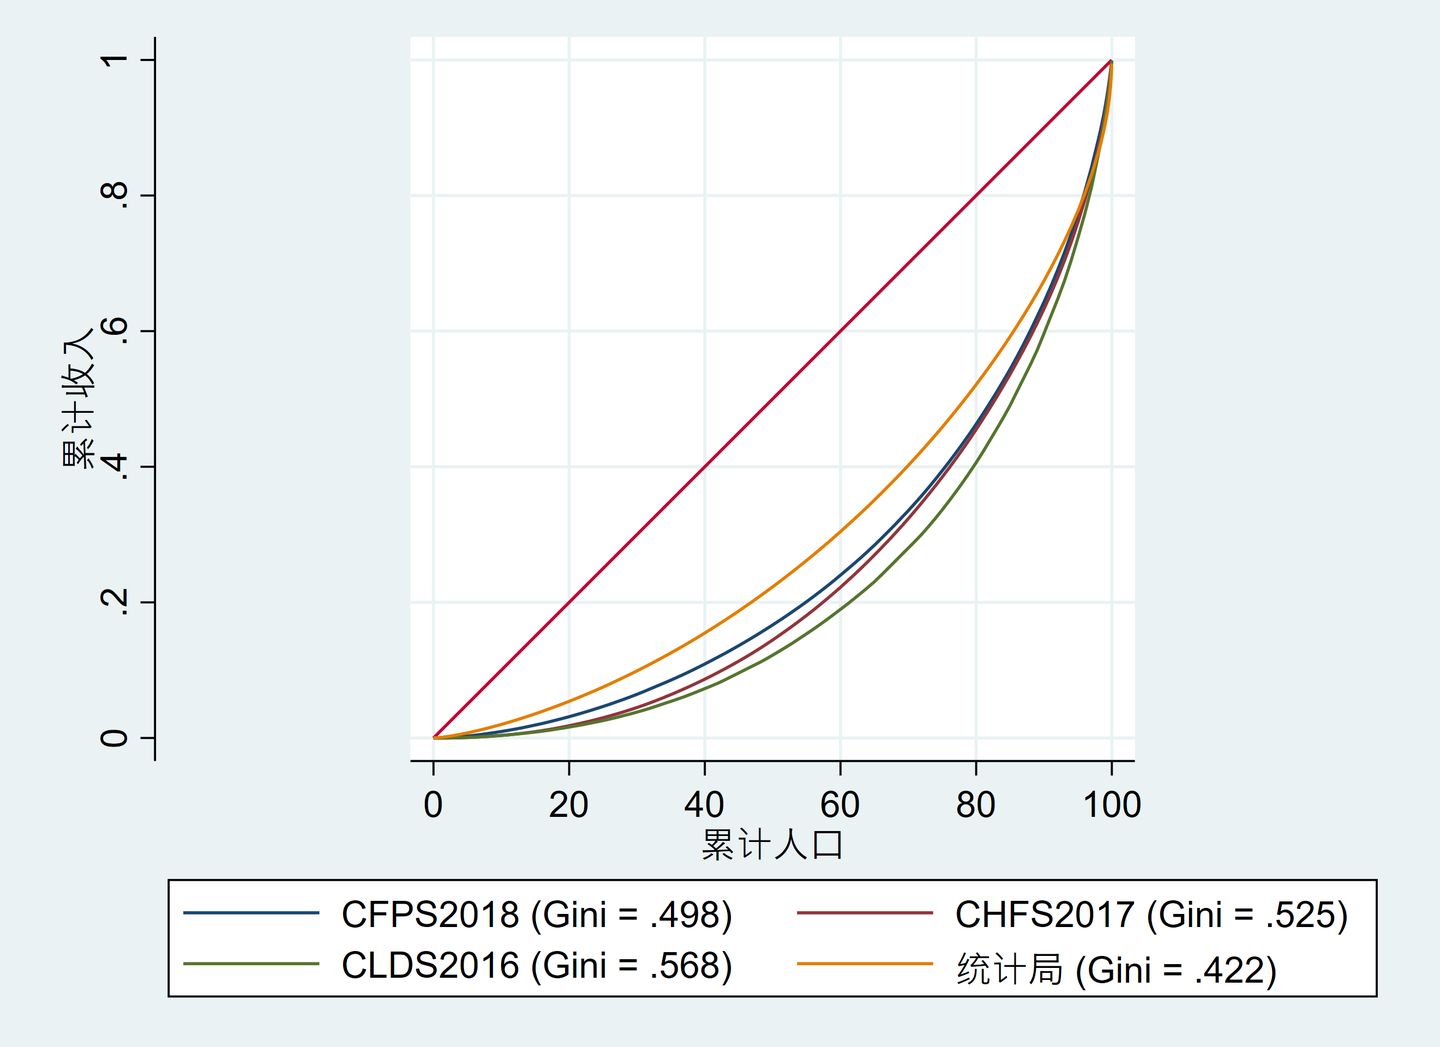 1
.8
.6
.4
.2
0
累计收入
0 20 40 60 80 100
累计人口
CFPS2018 (Gini = .498) CHFS2017 (Gini = .525)
CLDS2016 (Gini = .568) 统计局 (Gini = .422)